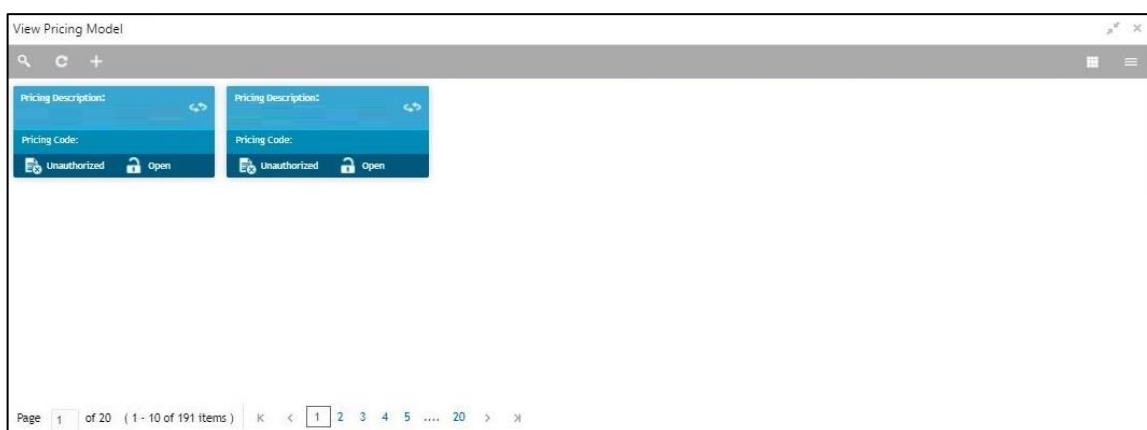 View Pricing Model
Pricing Description:
Pricing Code:
Unauthorized Open
Pricing Description:
Pricing Code:
Unauthorized Open
Page 1 of 20 ( 1 - 10 of 191 items ) 1 2 3 4 5 .... 20